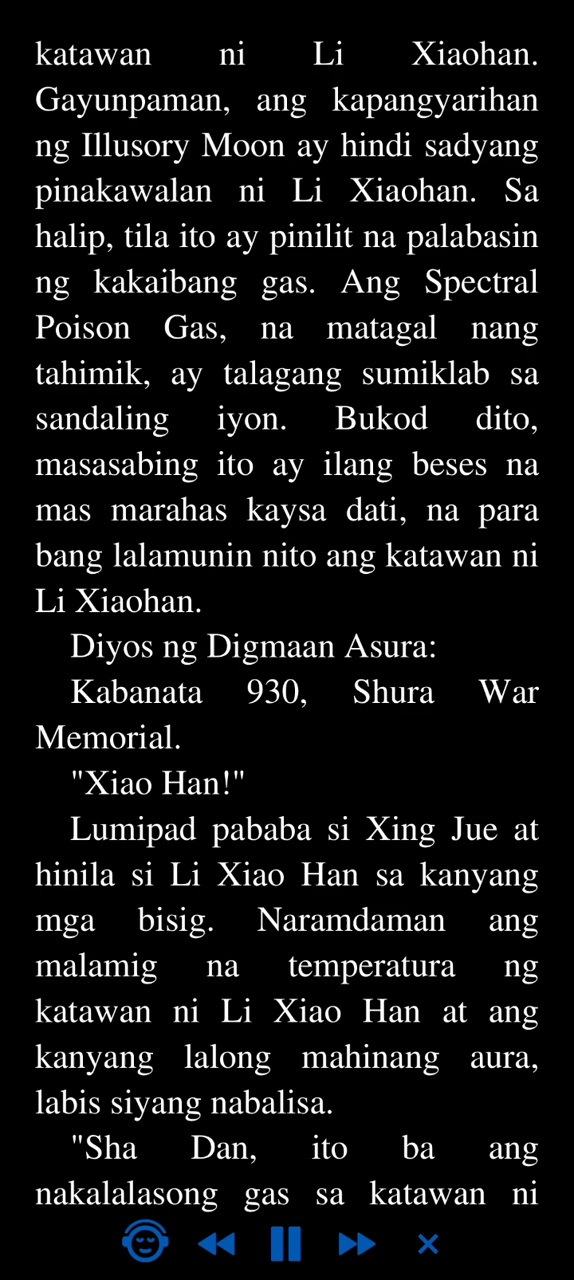 katawan ni Li Xiaohan.
Gayunpaman, ang kapangyarihan
ng Illusory Moon ay hindi sadyang
pinakawalan ni Li Xiaohan. Sa
halip, tila ito ay pinilit na palabasin
ng kakaibang gas. Ang Spectral
Poison Gas, na matagal nang
tahimik, ay talagang sumiklab sa
sandaling iyon. Bukod dito,
masasabing ito ay ilang beses na
mas marahas kaysa dati, na para
bang lalamunin nito ang katawan ni
Li Xiaohan.
Diyos ng Digmaan Asura:
Kabanata 930, Shura War
Memorial.
"Xiao Han!"
Lumipad pababa si Xing Jue at
hinila si Li Xiao Han sa kanyang
mga bisig. Naramdaman ang
malamig na temperatura ng
katawan ni Li Xiao Han at ang
kanyang lalong mahinang aura,
labis siyang nabalisa.
"Sha Dan, ito ba ang
nakalalasong gas sa katawan ni